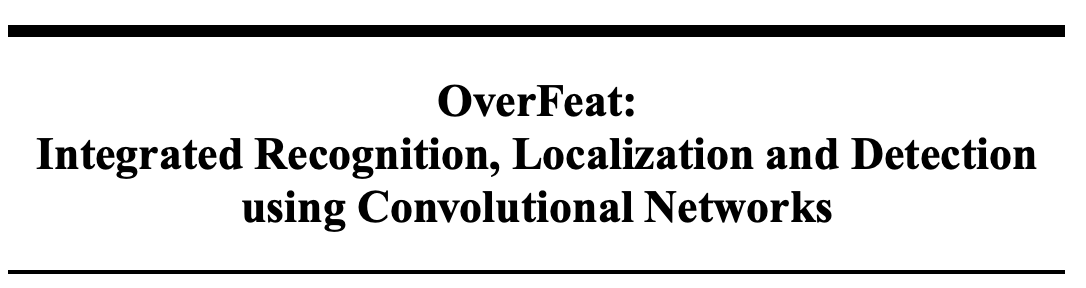 OverFeat:
Integrated Recognition, Localization and Detection
using Convolutional Networks